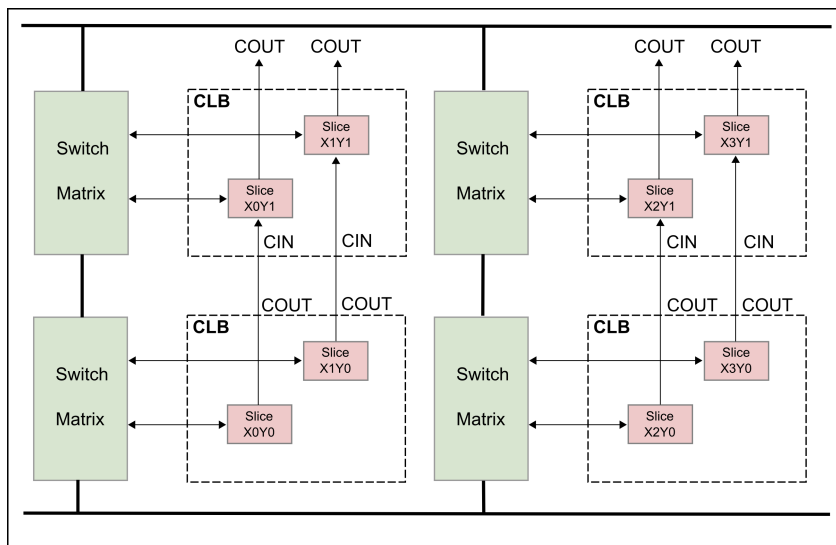 COUT
COUT
COUT
COUT
CLB
CLB
Slice
X1Y1
Slice
X3Y1
Switch
Matrix
Switch
Matrix
Slice
X0Y1
Slice
X2Y1
CIN
CIN
CIN
CIN
COUT
COUT
COUT
COUT
CLB
CLB
Slice
X1Y0
Slice
X3Y0
Switch
Matrix
Switch
Matrix
Slice
X0Y0
Slice
X2Y0